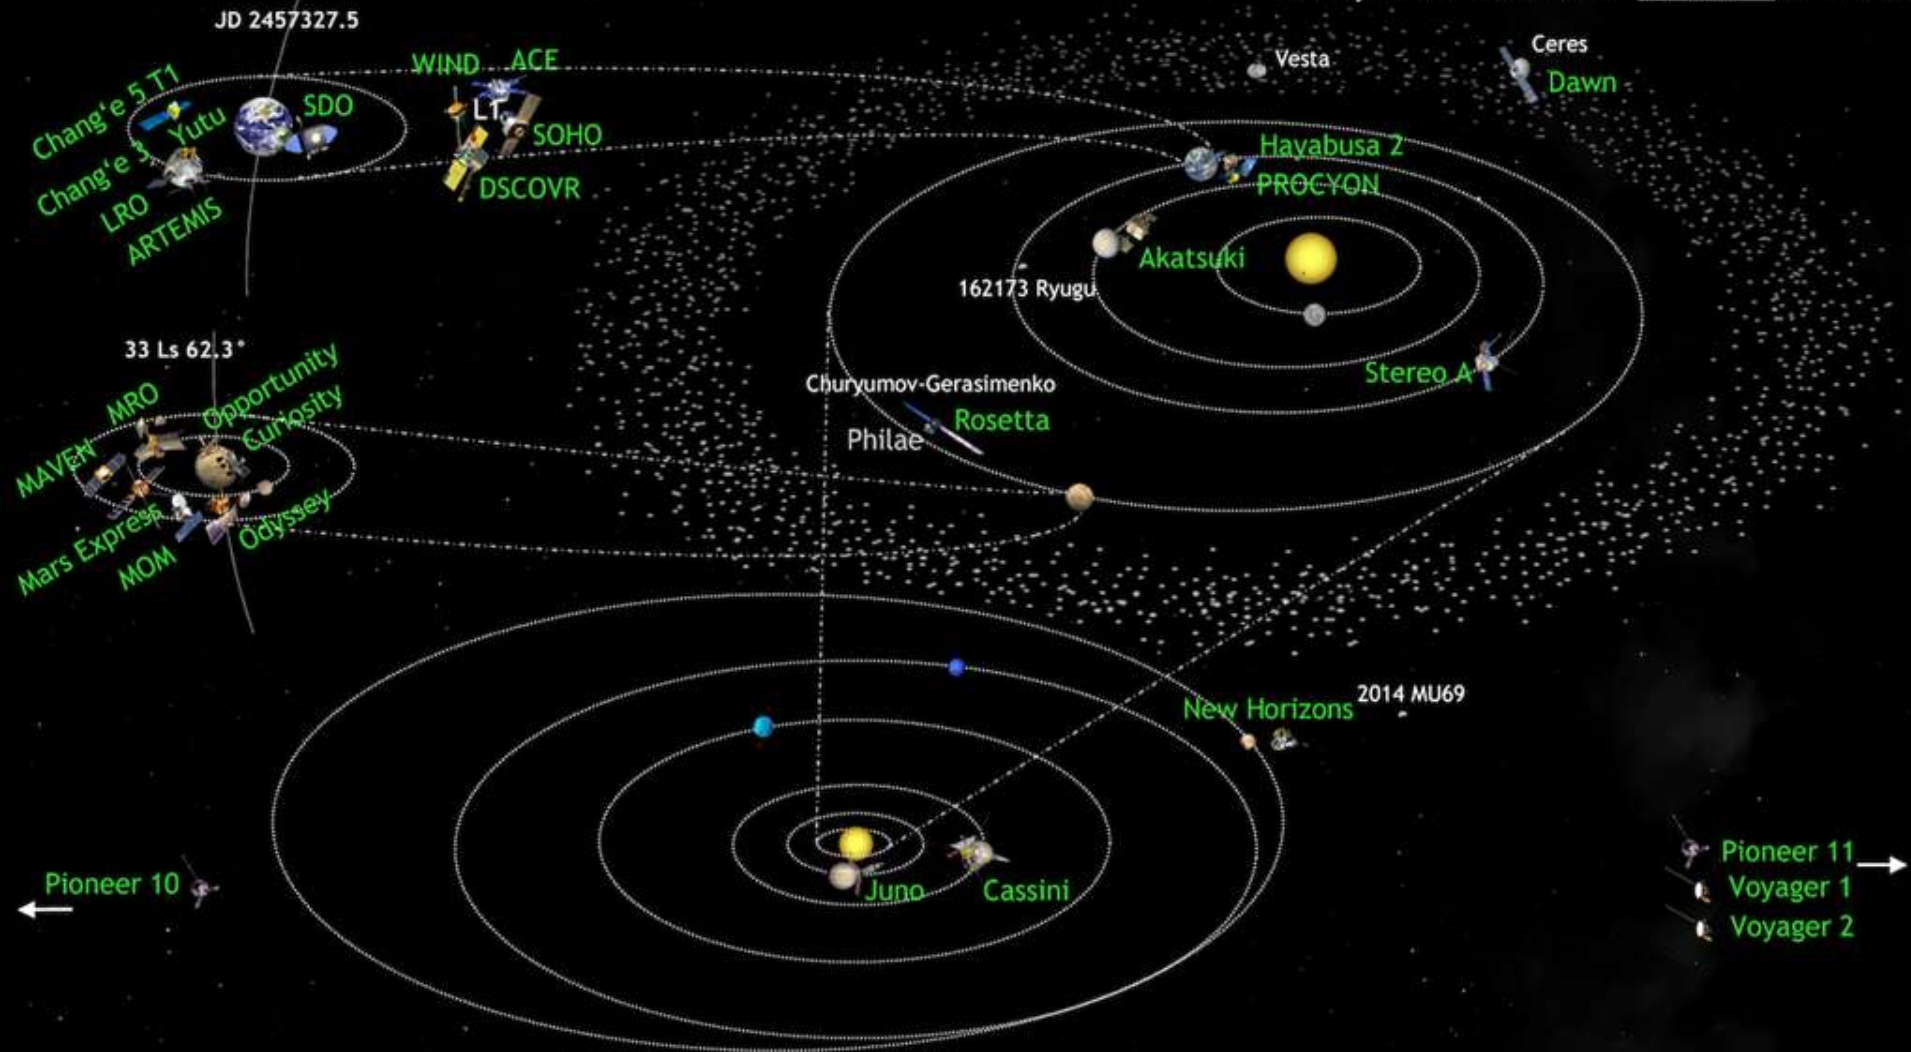 JD 2457327.5
WIND
ACE
L1
SOHO
DSCOVR
Chang'e 5 T1
Yutu
SDO
Chang'e 3
LRO
ARTEMIS
Vesta
Ceres
Dawn
Hayabusa 2
PROCYON
Akatsuki
162173 Ryugu
Stereo A
Churyumov-Gerasimenko
Rosetta
Philae
33 Ls 62.3°
MRO
Opportunity
Curiosity
MAVEN
Mars Express
MOM
Odyssey
2014 MU69
New Horizons
Juno
Cassini
Pioneer 10
Pioneer 11
Voyager 1
Voyager 2